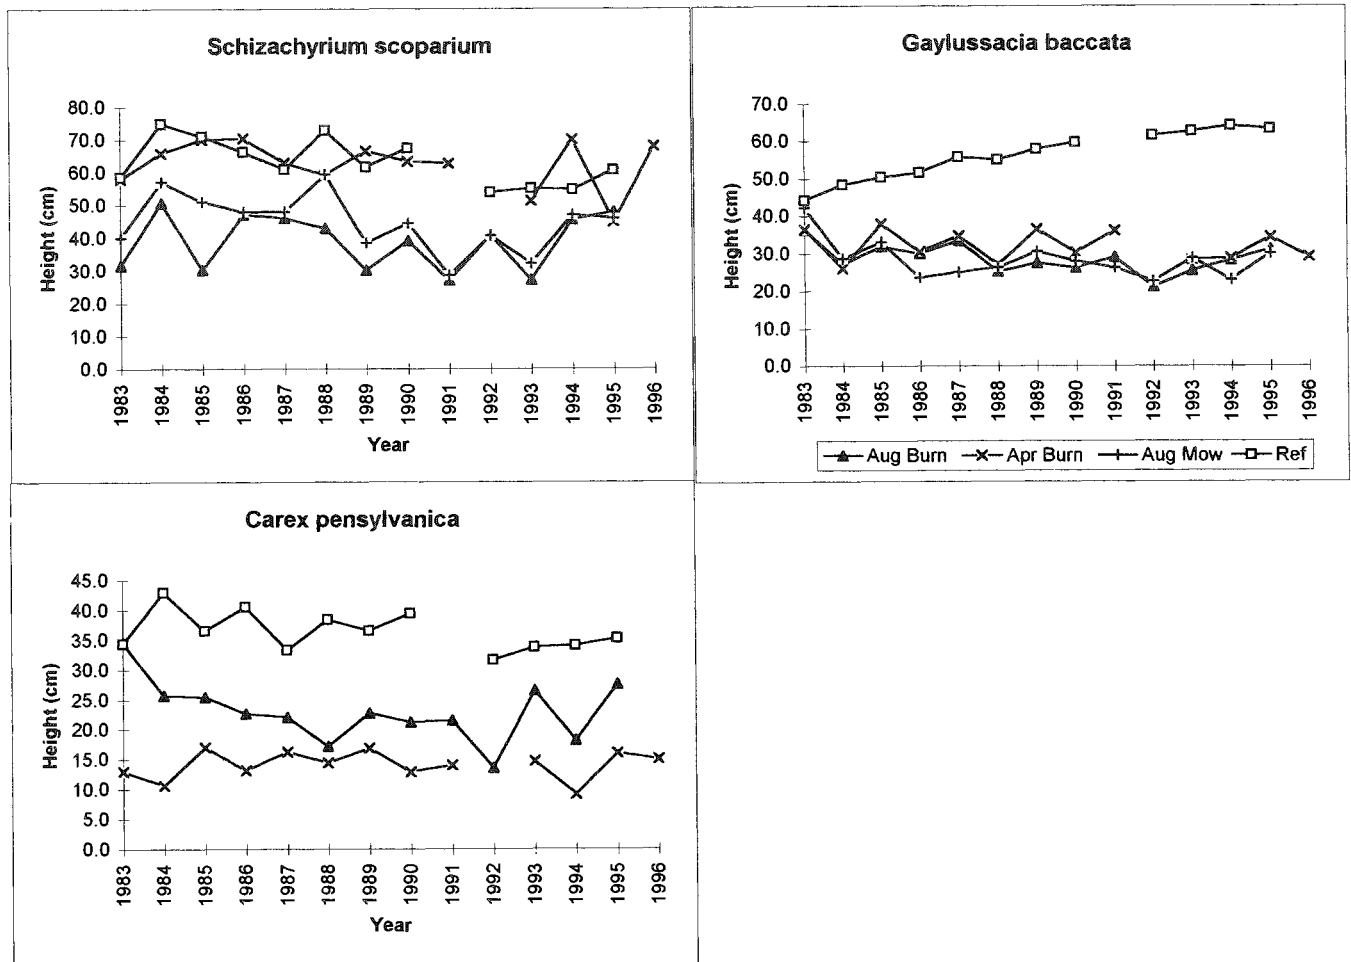 Schizachyrium scoparium
Height (cm)
80.0
70.0
60.0
50.0
40.0
30.0
20.0
10.0
0.0
1983 1984 1985 1986 1987 1988 1989 1990 1991 1992 1993 1994 1995 1996
Year
Gaylussacia baccata
Height (cm)
70.0
60.0
50.0
40.0
30.0
20.0
10.0
0.0
1983 1984 1985 1986 1987 1988 1989 1990 1991 1992 1993 1994 1995 1996
Aug Burn Apr Burn Aug Mow Ref
Carex pensylvanica
Height (cm)
45.0
40.0
35.0
30.0
25.0
20.0
15.0
10.0
5.0
0.0
1983 1984 1985 1986 1987 1988 1989 1990 1991 1992 1993 1994 1995 1996
Year